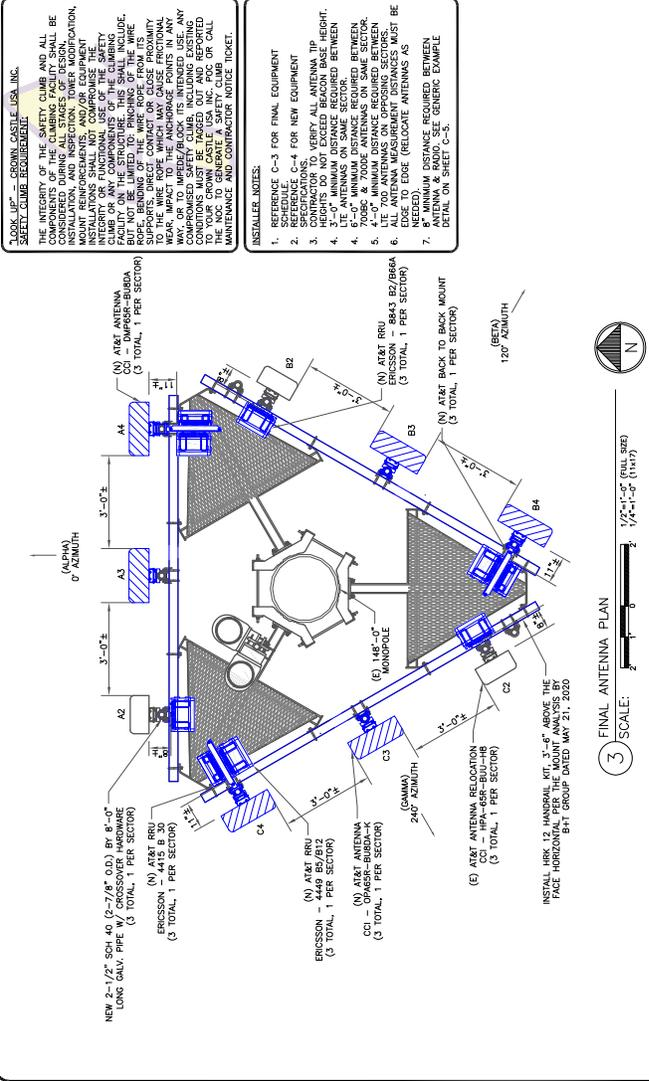 "LOOK UP" - CROWN CASTLE USA INC.
SAFETY CLIMB REQUIREMENT:
THE INTEGRITY OF THE SAFETY CLIMB AND ALL
COMPONENTS OF THE CLIMBING FACILITY SHALL BE
CONSIDERED DURING ALL STAGES OF DESIGN,
INSTALLATION, AND INSPECTION. TOWER MODIFICATION,
MOUNT REINFORCEMENTS AND/OR EQUIPMENT
INSTALLATIONS SHALL NOT COMPROMISE THE
INTEGRITY OR FUNCTIONAL USE OF THE SAFETY
CLIMB OR ANY COMPONENTS OF THE CLIMBING
FACILITY ON THE STRUCTURE. THIS SHALL INCLUDE,
BUT NOT BE LIMITED TO: PINCHING OF THE WIRE
ROPE, BENDING OF THE WIRE ROPE FROM ITS
SUPPORTS, DIRECT CONTACT OR CLOSE PROXIMITY
TO THE WIRE ROPE WHICH MAY CAUSE FRICTIONAL
WEAR, IMPACT TO THE ANCHORAGE POINTS IN ANY
WAY, OR TO IMPEDE/BLOCK ITS INTENDED USE. ANY
COMPROMISED SAFETY CLIMB, INCLUDING EXISTING
CONDITIONS MUST BE TAGGED OUT AND REPORTED
TO YOUR CROWN CASTLE USA INC. POC OR CALL
THE NOC TO GENERATE A SAFETY CLIMB
MAINTENANCE AND CONTRACTOR NOTICE TICKET.
INSTALLER NOTES:
1. REFERENCE C-3 FOR FINAL EQUIPMENT
SCHEDULE.
2. REFERENCE C-4 FOR NEW EQUIPMENT
SPECIFICATIONS.
3. CONTRACTOR TO VERIFY ALL ANTENNA TIP
HEIGHTS DO NOT EXCEED BEACON BASE HEIGHT.
4. 3'-0" MINIMUM DISTANCE REQUIRED BETWEEN
LTE ANTENNAS ON SAME SECTOR.
4. 6'-0" MINIMUM DISTANCE REQUIRED BETWEEN
700BC & 700DE ANTENNAS ON SAME SECTOR.
5. 4'-0" MINIMUM DISTANCE REQUIRED BETWEEN
LTE 700 ANTENNAS ON OPPOSING SECTORS.
6. ALL ANTENNA MEASUREMENT DISTANCES MUST BE
EDGE TO EDGE (RELOCATE ANTENNAS AS
NEEDED).
7. 8" MINIMUM DISTANCE REQUIRED BETWEEN
ANTENNA & RADIO. SEE GENERIC EXAMPLE
DETAIL ON SHEET C-5.
NEW 2-1/2" SCH 40 (2-7/8" O.D.) BY 8'-0"
LONG GALV. PIPE W/ CROSSOVER HARDWARE
(3 TOTAL, 1 PER SECTOR)
(N) AT&T RRU
ERICSSON - 4415 B 30
(3 TOTAL, 1 PER SECTOR)
(N) AT&T RRU
ERICSSON - 4449 B5/B12
(3 TOTAL, 1 PER SECTOR)
(N) AT&T ANTENNA
CCI - OPA65R-BU8DA-K
(3 TOTAL, 1 PER SECTOR)
(E) AT&T ANTENNA RELOCATION
CCI - HPA-65R-BUU-H8
(3 TOTAL, 1 PER SECTOR)
INSTALL HRK 12 HANDRAIL KIT, 3'-6" ABOVE THE
FACE HORIZONTAL PER THE MOUNT ANALYSIS BY
B+T GROUP DATED MAY 21, 2020
(N) AT&T ANTENNA
CCI - DMP65R-BU8DA
(3 TOTAL, 1 PER SECTOR)
(N) AT&T RRU
ERICSSON - 8843 B2/B66A
(3 TOTAL, 1 PER SECTOR)
(N) AT&T BACK TO BACK MOUNT
(3 TOTAL, 1 PER SECTOR)
(ALPHA)
0° AZIMUTH
(BETA)
120° AZIMUTH
(GAMMA)
240° AZIMUTH
(E) 148'-0"
MONOPOLE
A2
A3
A4
B2
B3
B4
C2
C3
C4
3'-0"±
3'-0"±
3'-0"±
3'-0"±
3'-0"±
3'-0"±
8"±
11"±
8"±
11"±
8"±
11"±
N
3
FINAL ANTENNA PLAN
SCALE:
2' 1' 0 2'
1/2"=1'-0" (FULL SIZE)
1/4"=1'-0" (11x17)